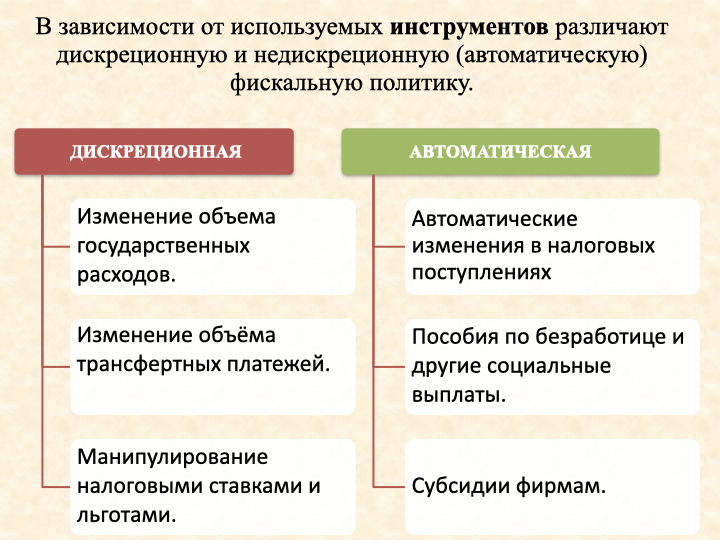 В зависимости от используемых инструментов различают
дискреционную и недискреционную (автоматическую)
фискальную политику.
ДИСКРЕЦИОННАЯ
Изменение объема
государственных
расходов.
Изменение объёма
трансфертных платежей.
Манипулирование
налоговыми ставками и
льготами.
АВТОМАТИЧЕСКАЯ
Автоматические
изменения в налоговых
поступлениях
Пособия по безработице и
другие социальные
выплаты.
Субсидии фирмам.